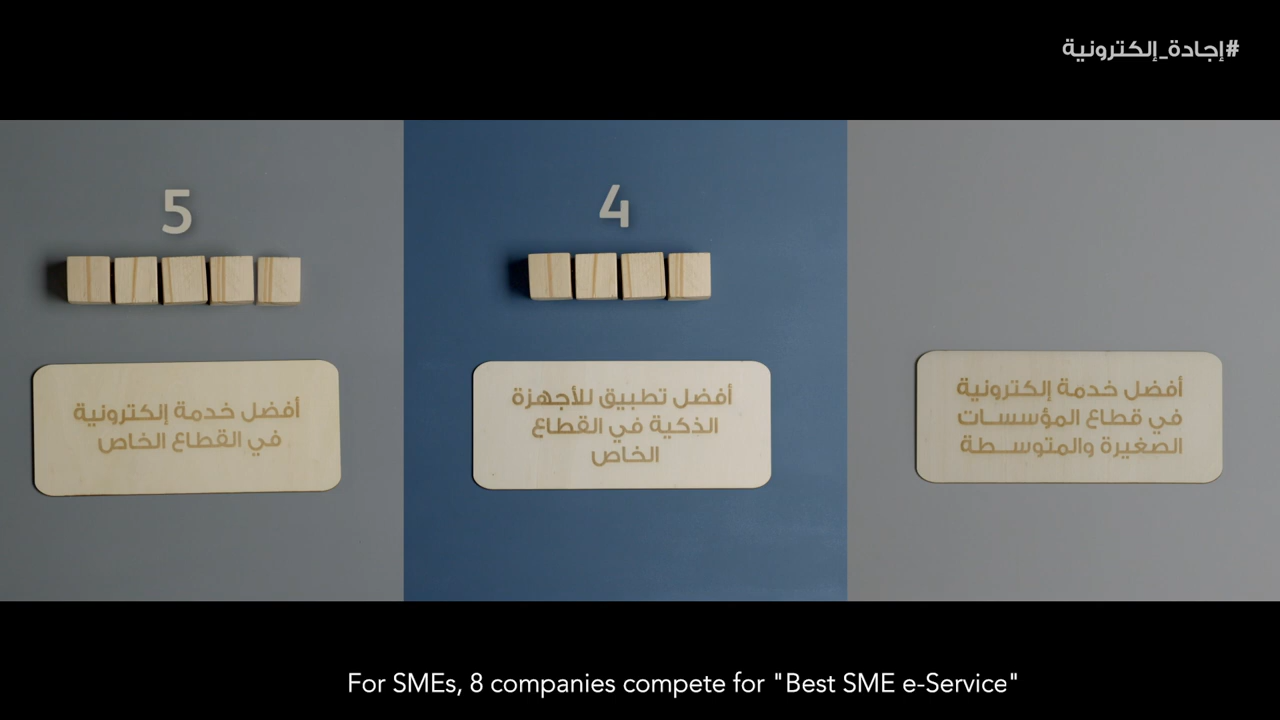 #إجادة_إلكترونية
5
أفضل خدمة إلكترونية
في القطاع الخاص
4
أفضل تطبيق للأجهزة
الذكية في القطاع
الخاص
أفضل خدمة إلكترونية
في قطاع المؤسسات
الصغيرة والمتوسطة
For SMEs, 8 companies compete for "Best SME e-Service"